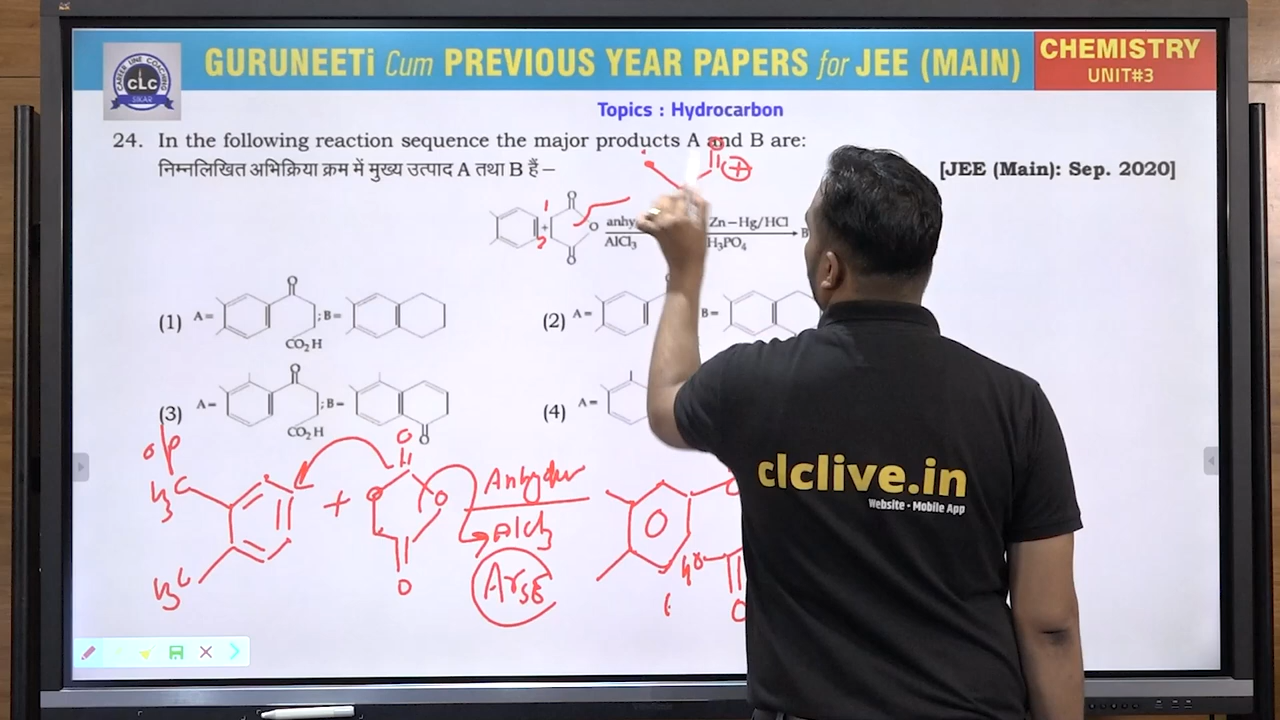 GURUNEETi Cum PREVIOUS YEAR PAPERS for JEE (MAIN)
CHEMISTRY
UNIT#3
CAREER LINE COACHING
CLC
SIKAR
Topics : Hydrocarbon
24. In the following reaction sequence the major products A and B are:
निम्नलिखित अभिक्रिया क्रम में मुख्य उत्पाद A तथा B हैं –
[JEE (Main): Sep. 2020]
O
+
1
2
+
O
O
O
anhy
AlCl3
Zn–Hg/HCl
H3PO4
B
(1) A= O CO2H ; B=
(2) A= B=
(3) A= O CO2H ; B= O
(4) A=
o/p
H3C
H3C
+
O
O
O
AlCl3
O
clclive.in
Website - Mobile App